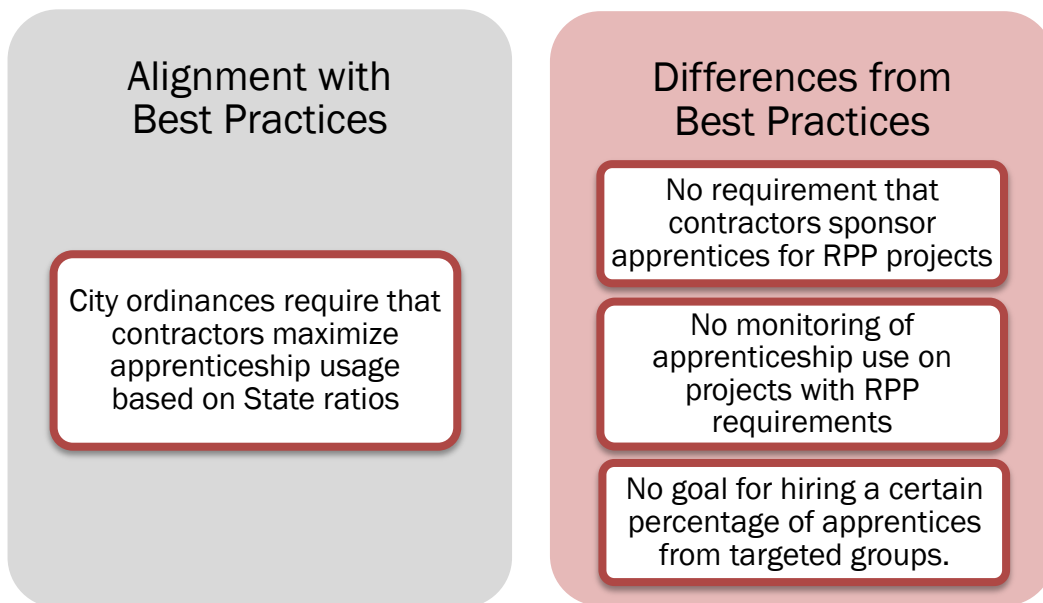 Alignment with
Best Practices
City ordinances require that
contractors maximize
apprenticeship usage
based on State ratios
Differences from
Best Practices
No requirement that
contractors sponsor
apprentices for RPP projects
No monitoring of
apprenticeship use on
projects with RPP
requirements
No goal for hiring a certain
percentage of apprentices
from targeted groups.